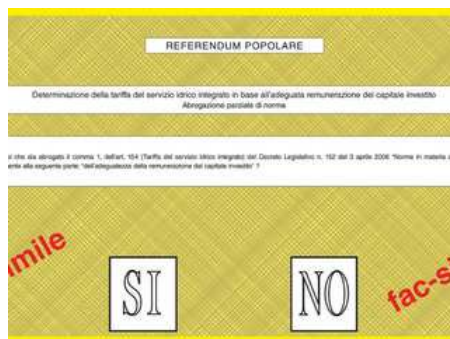 REFERENDUM POPOLARE
Determinazione della tariffa del servizio idrico integrato in base all'adeguata remunerazione del capitale investito
Abrogazione parziale di norma
che sia abrogato il comma 1, dell'art. 154 (Tariffa del servizio idrico integrato) del Decreto Legislativo n. 152 del 3 aprile 2006 "Norme in materia
alla seguente parte: "dell'adeguatezza della remunerazione del capitale investito" ?
imile
fac-s
SI NO